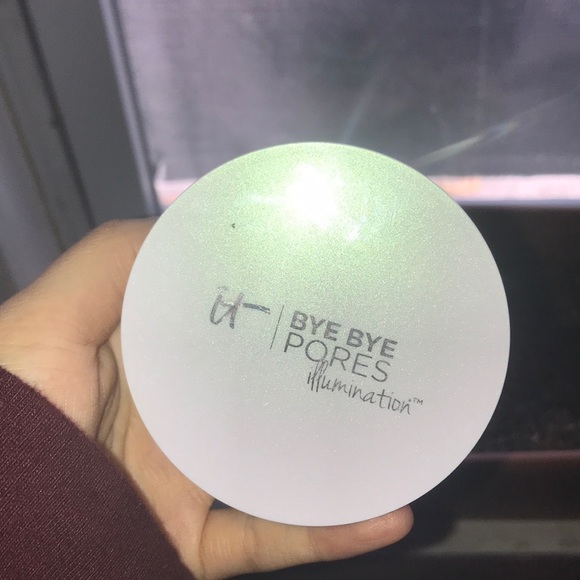 it
BYE BYE
PORES
illumination™